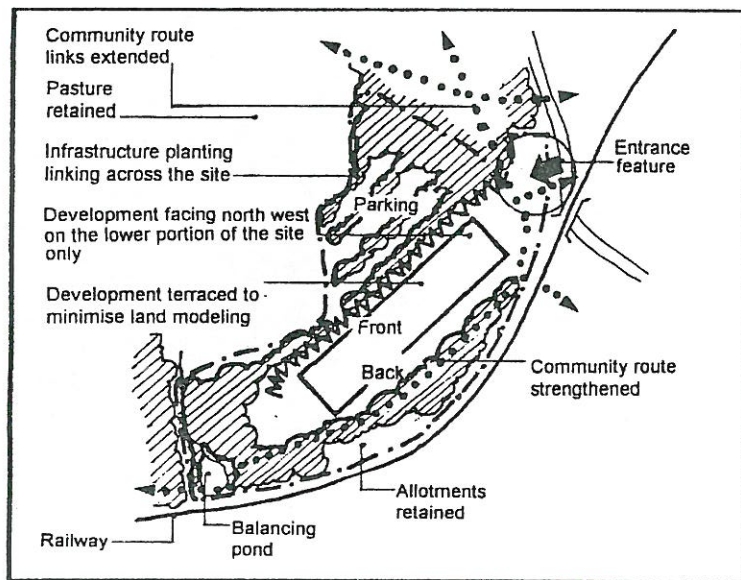 Community route
links extended
Pasture
retained
Infrastructure planting
linking across the site
Development facing north west
on the lower portion of the site
only
Development terraced to
minimise land modeling
Parking
Entrance
feature
Front
Back
Community route
strengthened
Allotments
retained
Railway
Balancing
pond